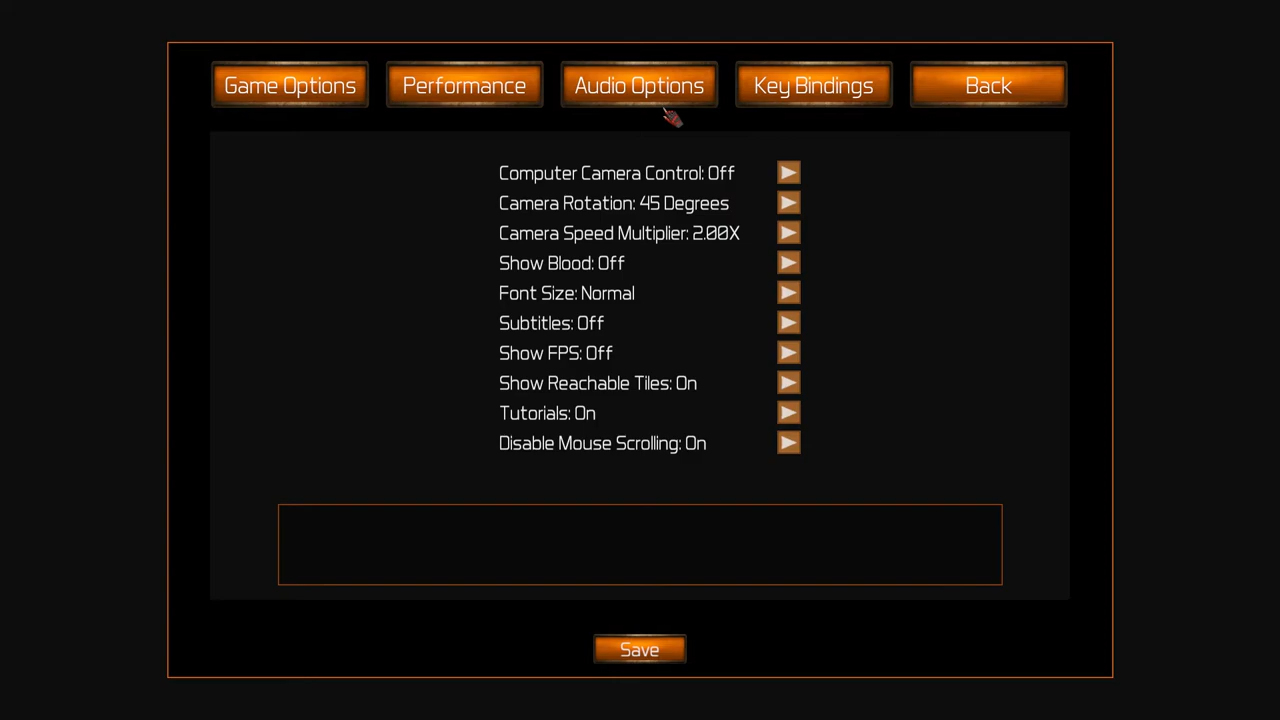 Game Options
Performance
Audio Options
Key Bindings
Back
Computer Camera Control: Off
Camera Rotation: 45 Degrees
Camera Speed Multiplier: 2.00X
Show Blood: Off
Font Size: Normal
Subtitles: Off
Show FPS: Off
Show Reachable Tiles: On
Tutorials: On
Disable Mouse Scrolling: On
Save